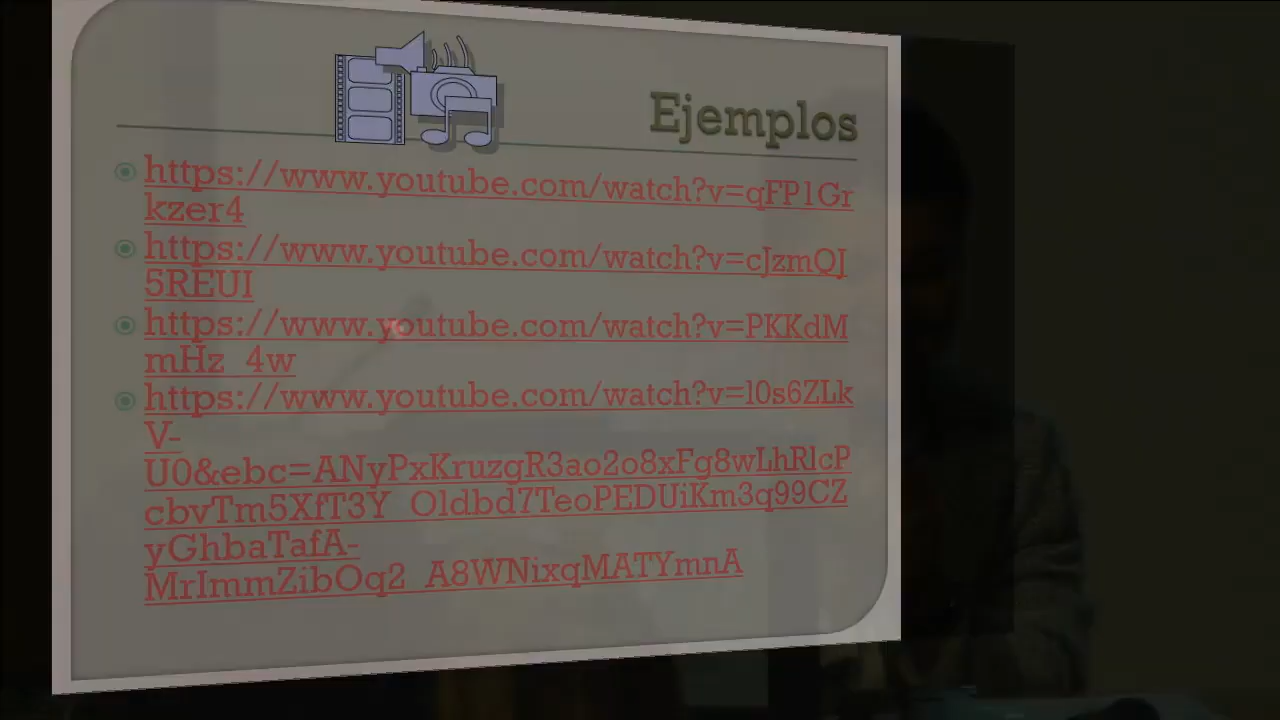 Ejemplos
https://www.youtube.com/watch?v=qFP1Gr
kzer4
https://www.youtube.com/watch?v=cJzmQJ
5REUI
https://www.youtube.com/watch?v=PKKdM
mHz_4w
https://www.youtube.com/watch?v=l0s6ZLk
V-
U0&ebc=ANyPxKruzgR3ao2o8xFg8wLhRlcP
cbvTm5XfT3Y_Oldbd7TeoPEDUiKm3q99CZ
yGhbaTafA-
MrImmZibOq2_A8WNixqMATYmnA